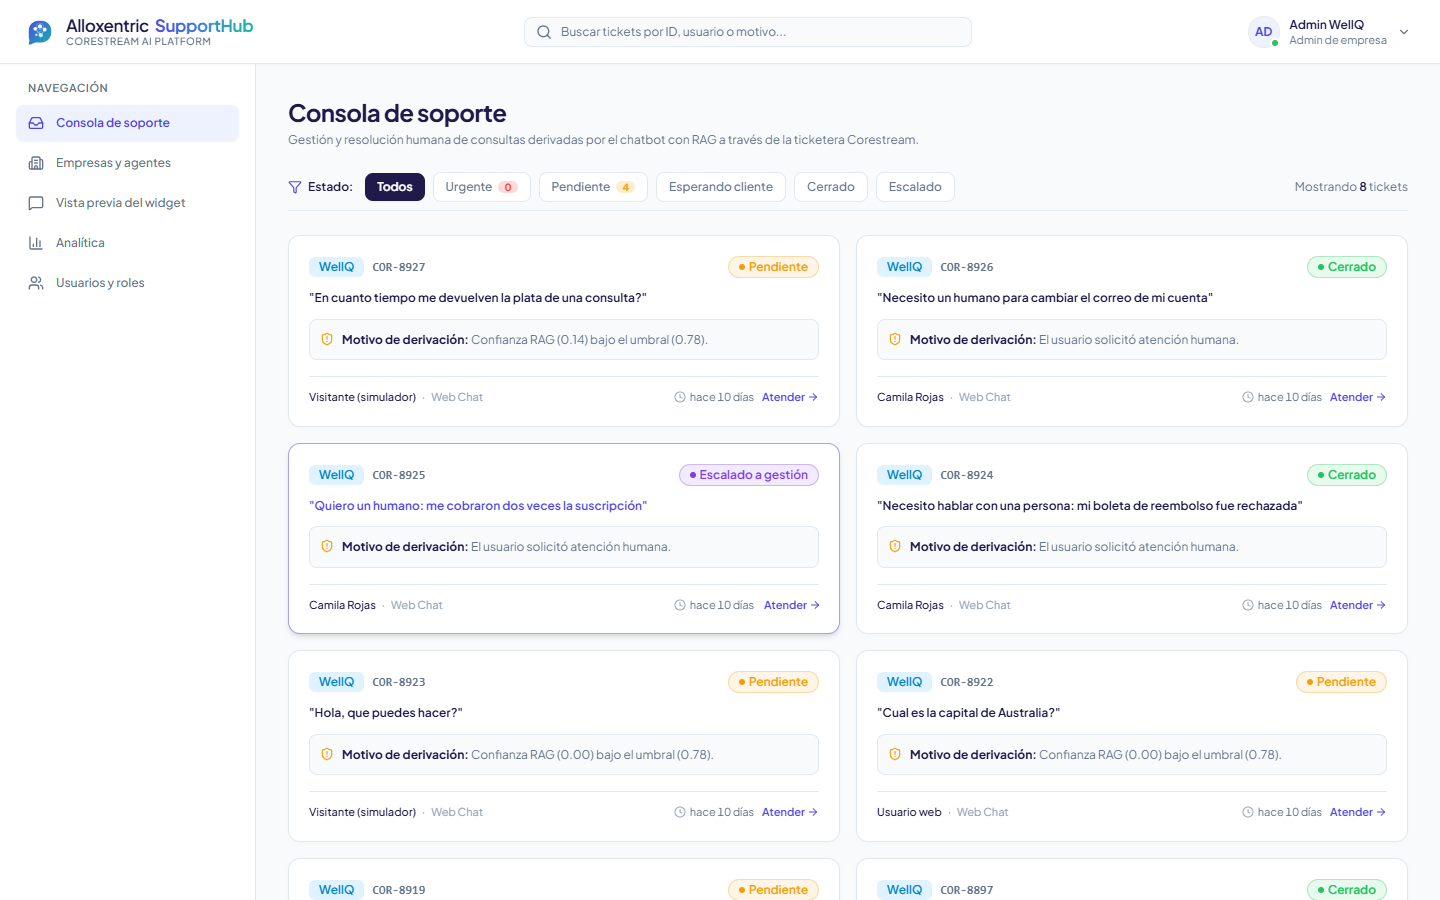 Alloxentric SupportHub
CORESTREAM AI PLATFORM
Buscar tickets por ID, usuario o motivo...
AD
Admin WellQ
Admin de empresa
NAVEGACIÓN
Consola de soporte
Empresas y agentes
Vista previa del widget
Analítica
Usuarios y roles
Consola de soporte
Gestión y resolución humana de consultas derivadas por el chatbot con RAG a través de la ticketera Corestream.
Estado: Todos Urgente 0 Pendiente 4 Esperando cliente Cerrado Escalado Mostrando 8 tickets
WellQ COR-8927 Pendiente
"En cuanto tiempo me devuelven la plata de una consulta?"
Motivo de derivación: Confianza RAG (0.14) bajo el umbral (0.78).
Visitante (simulador) · Web Chat hace 10 días Atender →
WellQ COR-8926 Cerrado
"Necesito un humano para cambiar el correo de mi cuenta"
Motivo de derivación: El usuario solicitó atención humana.
Camila Rojas · Web Chat hace 10 días Atender →
WellQ COR-8925 Escalado a gestión
"Quiero un humano: me cobraron dos veces la suscripción"
Motivo de derivación: El usuario solicitó atención humana.
Camila Rojas · Web Chat hace 10 días Atender →
WellQ COR-8924 Cerrado
"Necesito hablar con una persona: mi boleta de reembolso fue rechazada"
Motivo de derivación: El usuario solicitó atención humana.
Camila Rojas · Web Chat hace 10 días Atender →
WellQ COR-8923 Pendiente
"Hola, que puedes hacer?"
Motivo de derivación: Confianza RAG (0.00) bajo el umbral (0.78).
Visitante (simulador) · Web Chat hace 10 días Atender →
WellQ COR-8922 Pendiente
"Cual es la capital de Australia?"
Motivo de derivación: Confianza RAG (0.00) bajo el umbral (0.78).
Usuario web · Web Chat hace 10 días Atender →
WellQ COR-8919 Pendiente
WellQ COR-8897 Cerrado